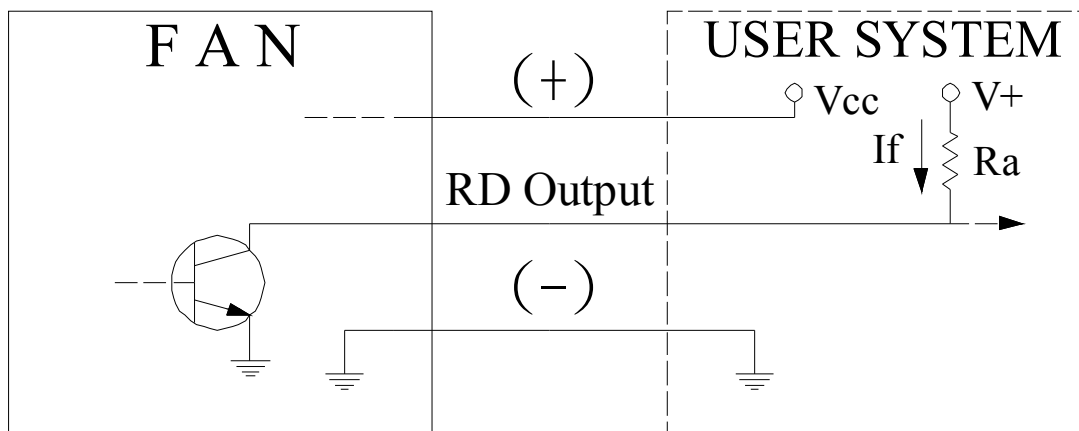 F A N
USER SYSTEM
(+)
Vcc
V+
If
Ra
RD Output
(-)